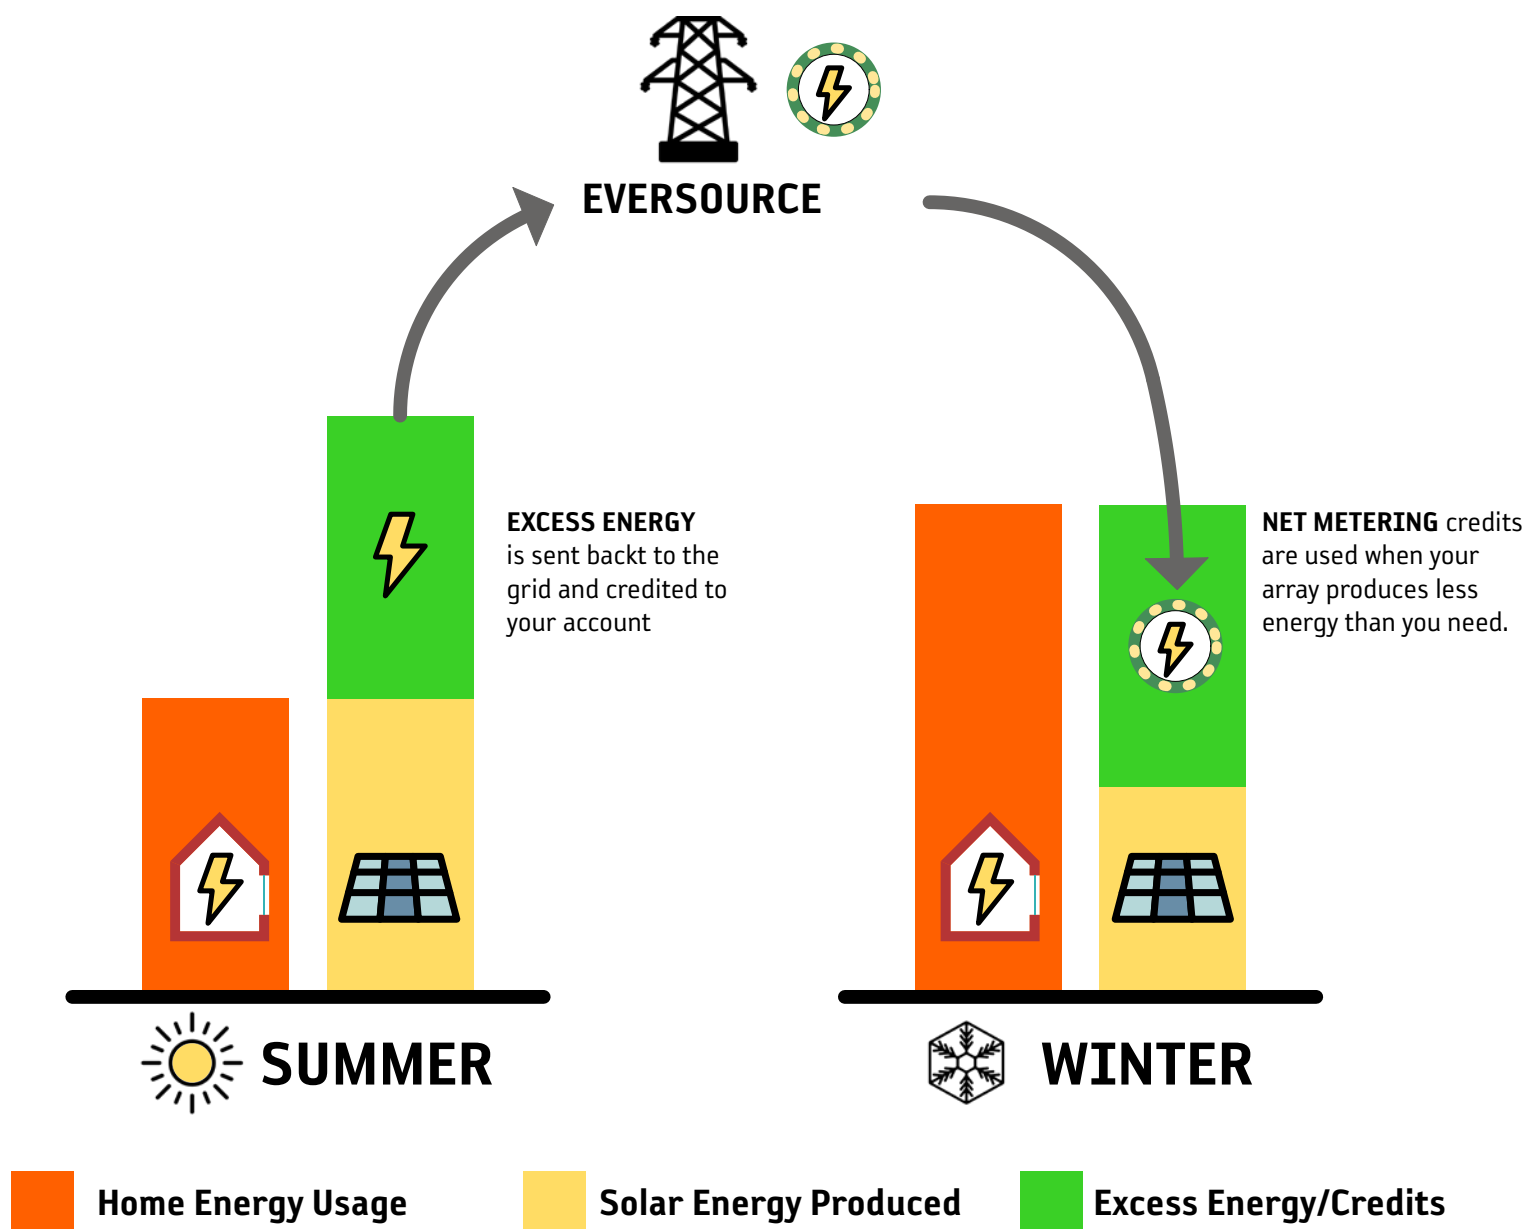 EVERSOURCE
EXCESS ENERGY
is sent backt to the
grid and credited to
your account
NET METERING credits
are used when your
array produces less
energy than you need.
SUMMER
WINTER
Home Energy Usage
Solar Energy Produced
Excess Energy/Credits